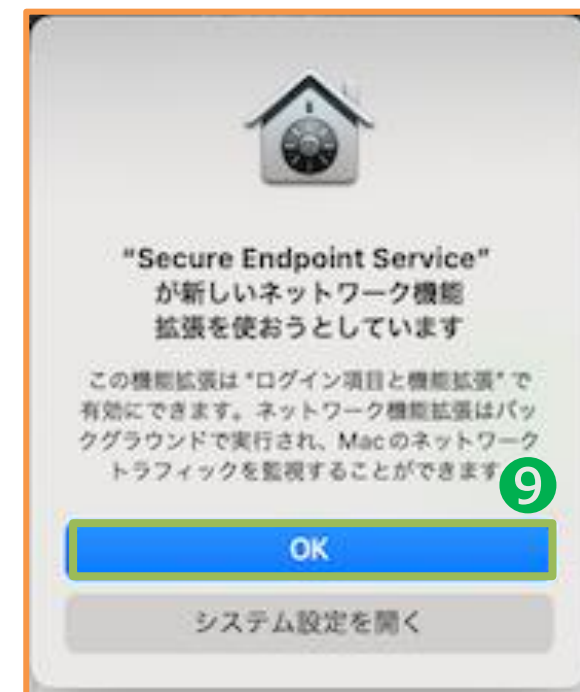 "Secure Endpoint Service"
が新しいネットワーク機能
拡張を使おうとしています
この機能拡張は"ログイン項目と機能拡張"で
有効にできます。ネットワーク機能拡張はバッ
クグラウンドで実行され、Macのネットワーク
トラフィックを監視することができます
9
OK
システム設定を開く